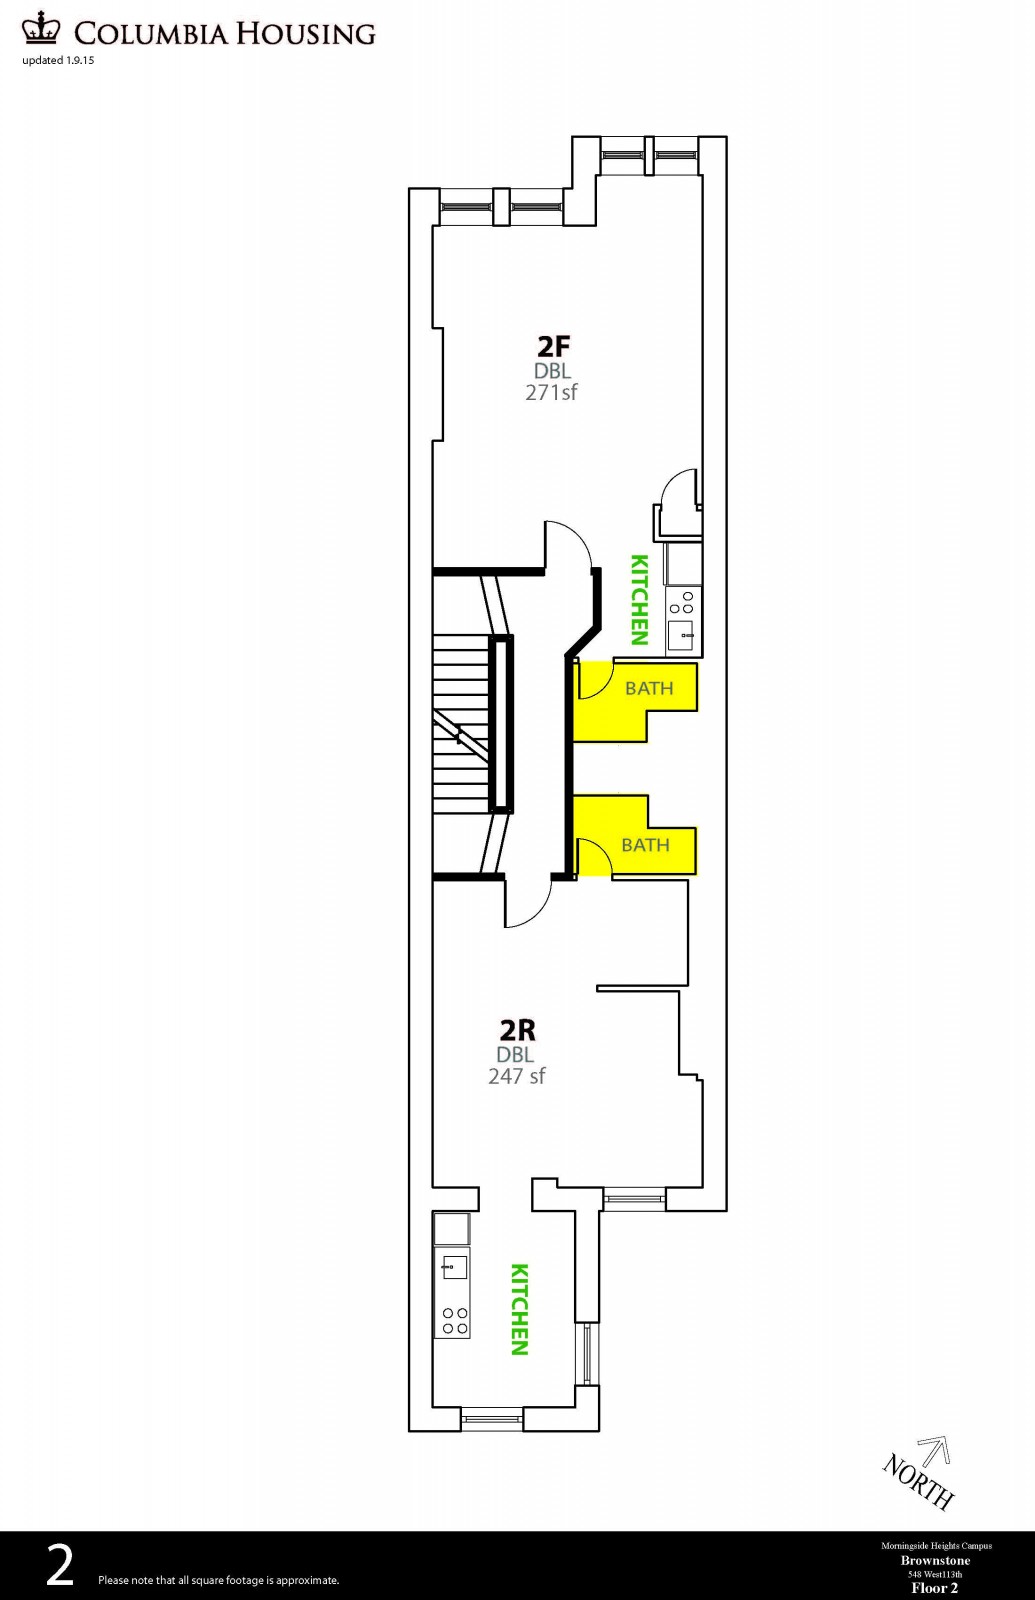 COLUMBIA HOUSING
updated 1.9.15
2F
DBL
271sf
KITCHEN
BATH
BATH
2R
DBL
247 sf
KITCHEN
NORTH
2
Please note that all square footage is approximate.
Morningside Heights Campus
Brownstone
548 West113th
Floor 2